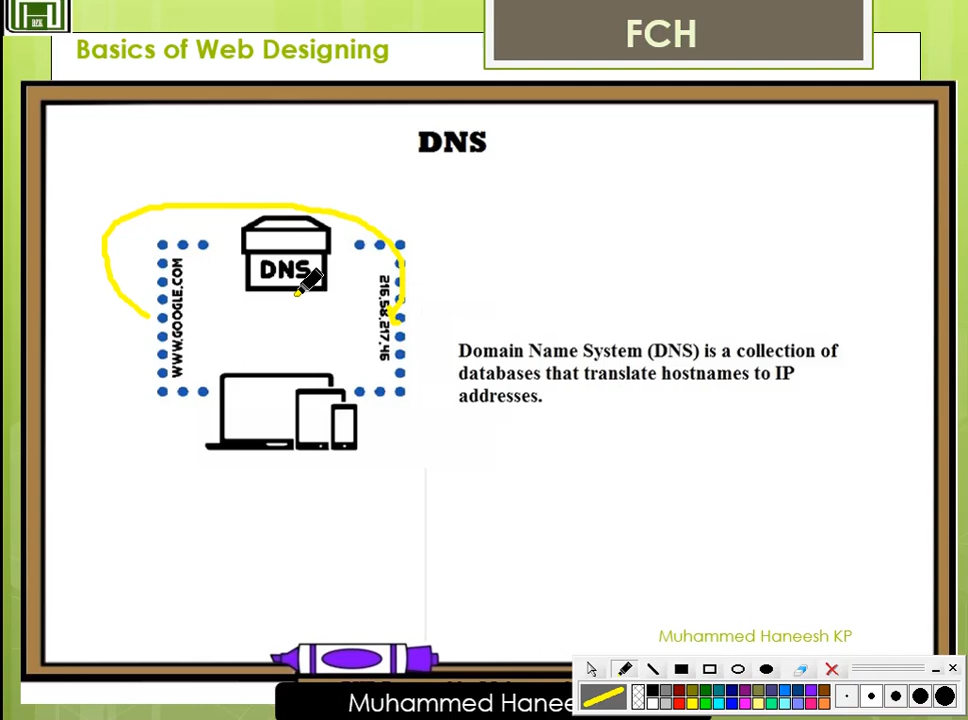 Basics of Web Designing
FCH
DNS
DNS
WWW.GOOGLE.COM
216.58.217.46
Domain Name System (DNS) is a collection of
databases that translate hostnames to IP
addresses.
Muhammed Haneesh KP
Muhammed Haneesh